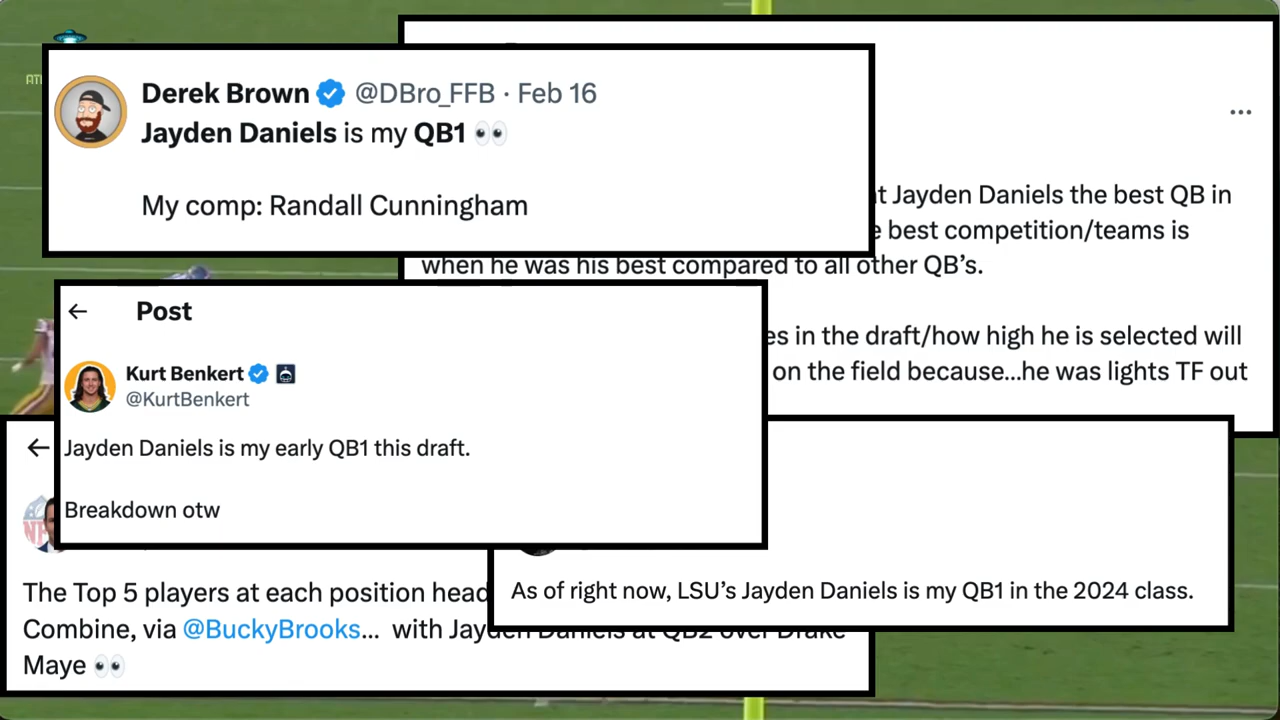 Derek Brown @DBro_FFB · Feb 16
Jayden Daniels is my QB1 👀
My comp: Randall Cunningham
t Jayden Daniels the best QB in
e best competition/teams is
when he was his best compared to all other QB’s.
es in the draft/how high he is selected will
on the field because...he was lights TF out
Post
Kurt Benkert
@KurtBenkert
Jayden Daniels is my early QB1 this draft.
Breakdown otw
As of right now, LSU’s Jayden Daniels is my QB1 in the 2024 class.
The Top 5 players at each position head
Combine, via @BuckyBrooks... with Jayden Daniels at QB2 over Drake
Maye 👀